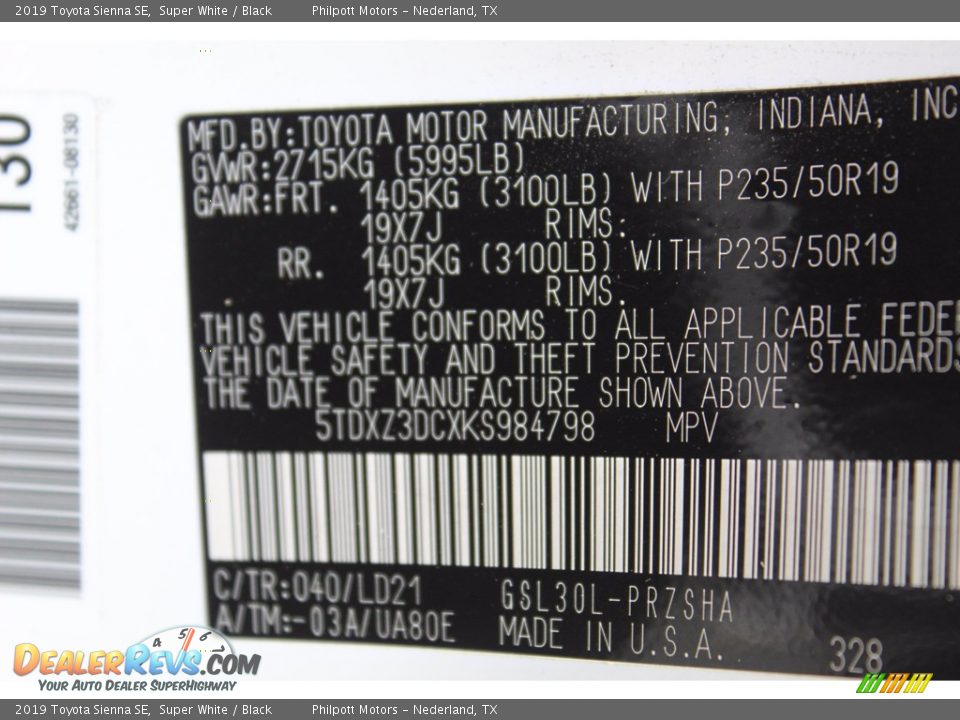 2019 Toyota Sienna SE, Super White / Black Philpott Motors - Nederland, TX
130
42661-08130
MFD.BY:TOYOTA MOTOR MANUFACTURING, INDIANA, INC
GVWR:2715KG (5995LB)
GAWR:FRT. 1405KG (3100LB) WITH P235/50R19
19X7J RIMS:
RR. 1405KG (3100LB) WITH P235/50R19
19X7J RIMS.
THIS VEHICLE CONFORMS TO ALL APPLICABLE FEDE
VEHICLE SAFETY AND THEFT PREVENTION STANDARDS
THE DATE OF MANUFACTURE SHOWN ABOVE.
5TDXZ3DCXKS984798 MPV
C/TR:040/LD21 GSL30L-PRZSHA
A/TM:-03A/UA80E MADE IN U.S.A.
328
4 5 6
DEALERREVS.COM
YOUR AUTO DEALER SUPERHIGHWAY
2019 Toyota Sienna SE, Super White / Black Philpott Motors - Nederland, TX